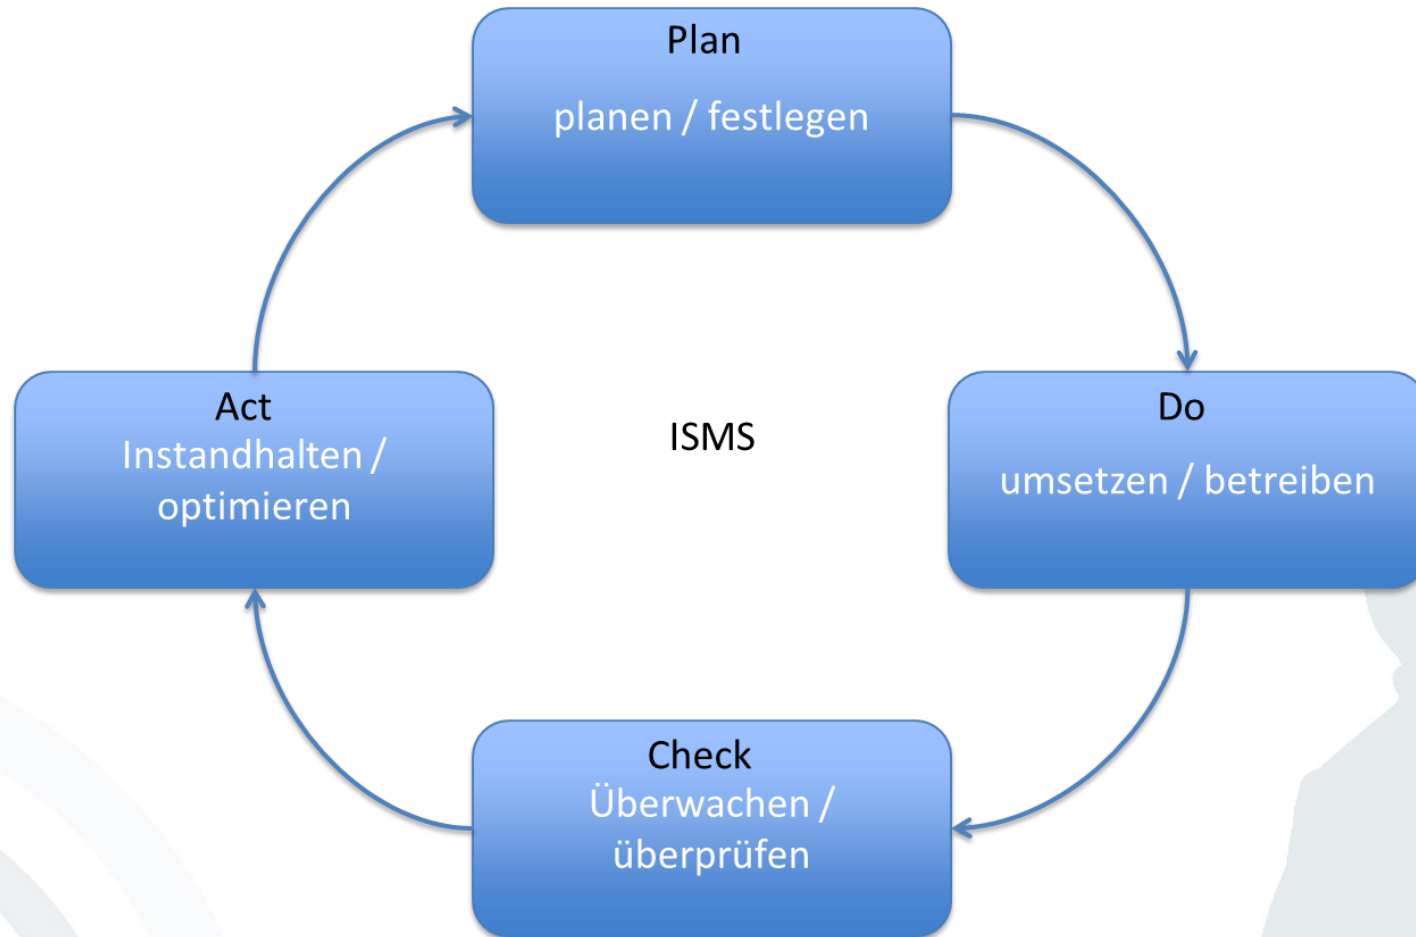 Plan
planen / festlegen
Act
Instandhalten /
optimieren
ISMS
Do
umsetzen / betreiben
Check
Überwachen /
überprüfen